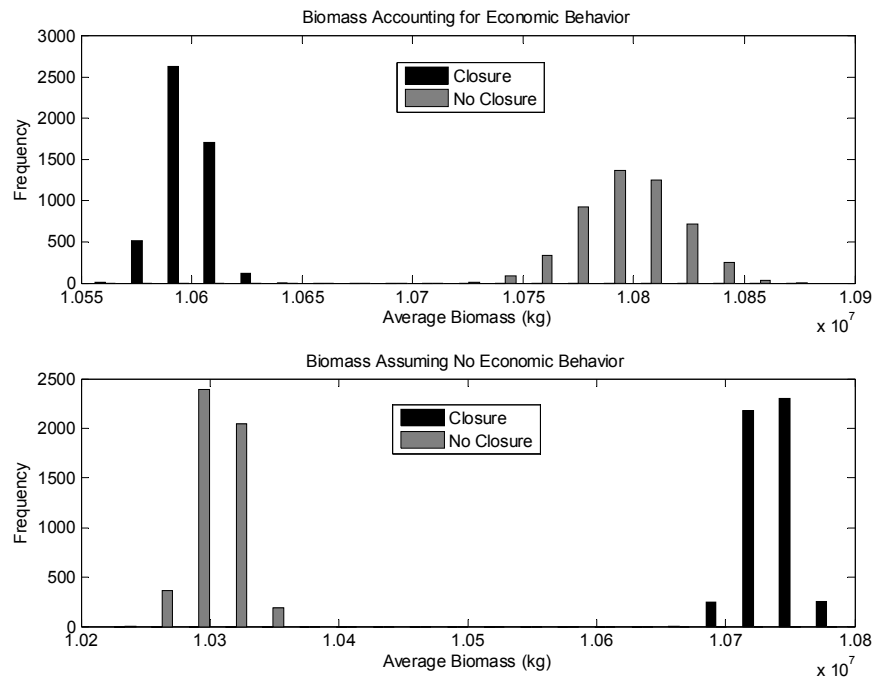 Biomass Accounting for Economic Behavior
3000
2500
2000
1500
1000
500
0
Frequency
Closure
No Closure
1.055 1.06 1.065 1.07 1.075 1.08 1.085 1.09
Average Biomass (kg)
x 10^7
Biomass Assuming No Economic Behavior
2500
2000
1500
1000
500
0
Frequency
Closure
No Closure
1.02 1.03 1.04 1.05 1.06 1.07 1.08
Average Biomass (kg)
x 10^7